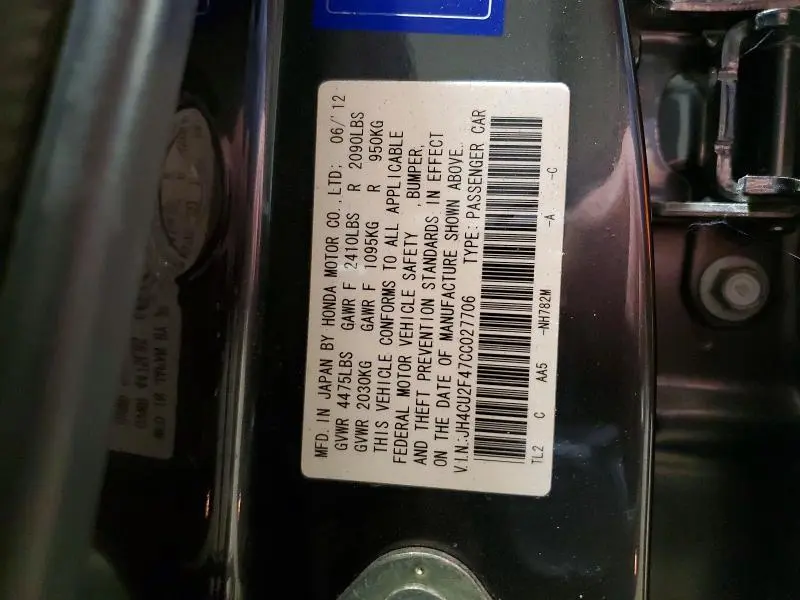 MFD. IN JAPAN BY HONDA MOTOR CO., LTD; 06/'12
GVWR 4475LBS GAWR F 2410LBS R 2090LBS
GVWR 2030KG GAWR F 1095KG R 950KG
THIS VEHICLE CONFORMS TO ALL APPLICABLE
FEDERAL MOTOR VEHICLE SAFETY, BUMPER,
AND THEFT PREVENTION STANDARDS IN EFFECT
ON THE DATE OF MANUFACTURE SHOWN ABOVE.
V.I.N.:JH4CU2F47CC027706 TYPE: PASSENGER CAR
TL2 C AA5 -NH782M -A -C